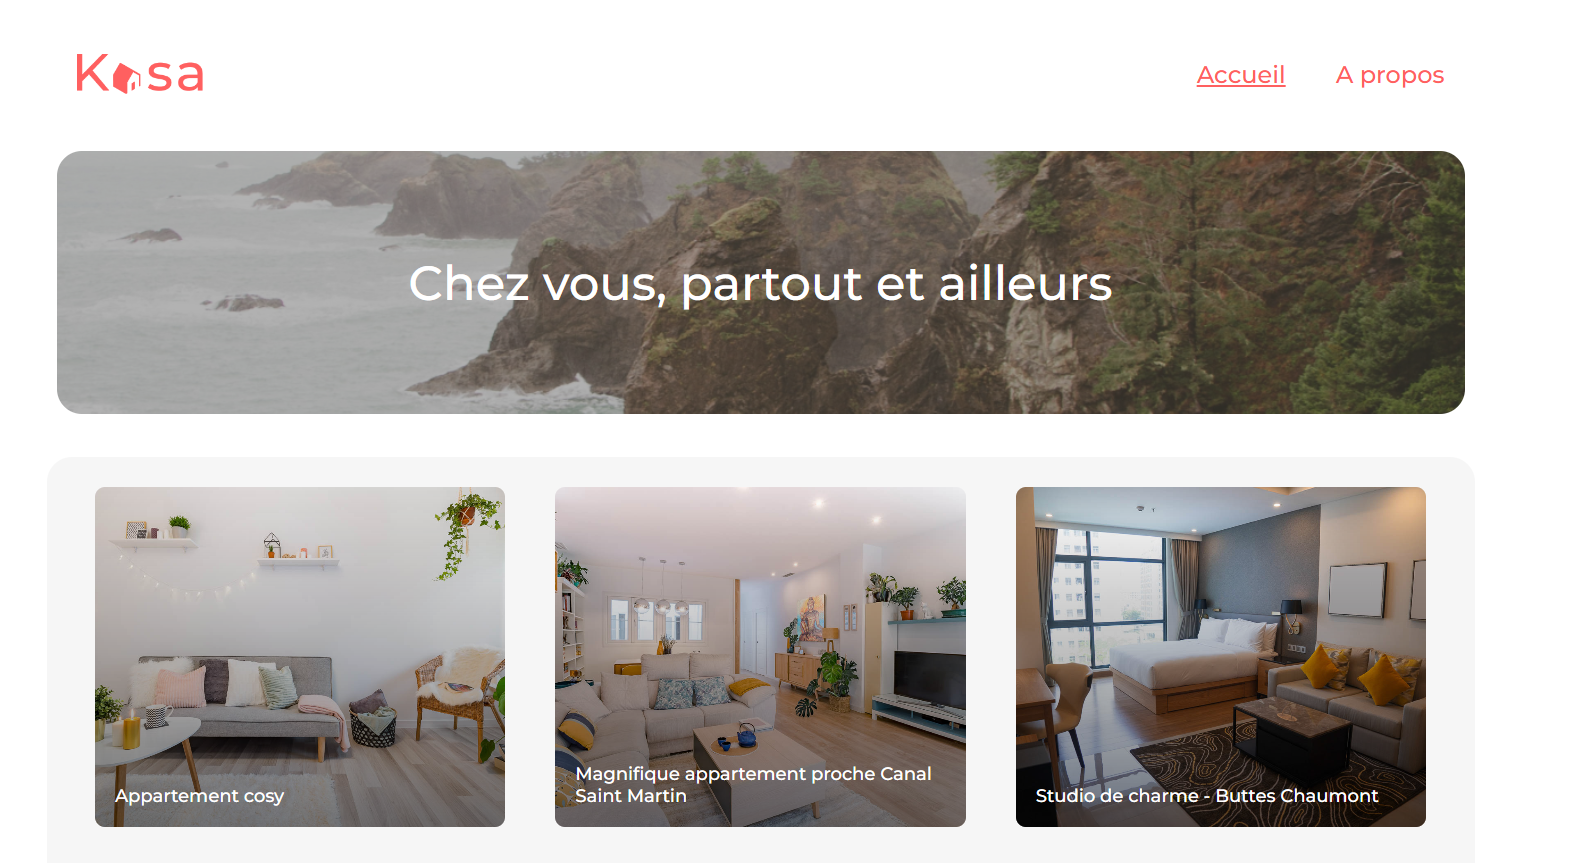 Kasa
Accueil
A propos
Chez vous, partout et ailleurs
Appartement cosy
Magnifique appartement proche Canal
Saint Martin
Studio de charme - Buttes Chaumont